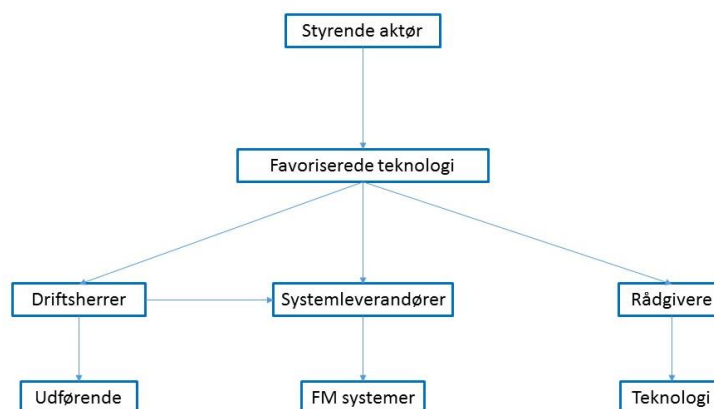 Styrende aktør
Favoriserede teknologi
Driftsherrer
Systemleverandører
Rådgivere
Udførende
FM systemer
Teknologi